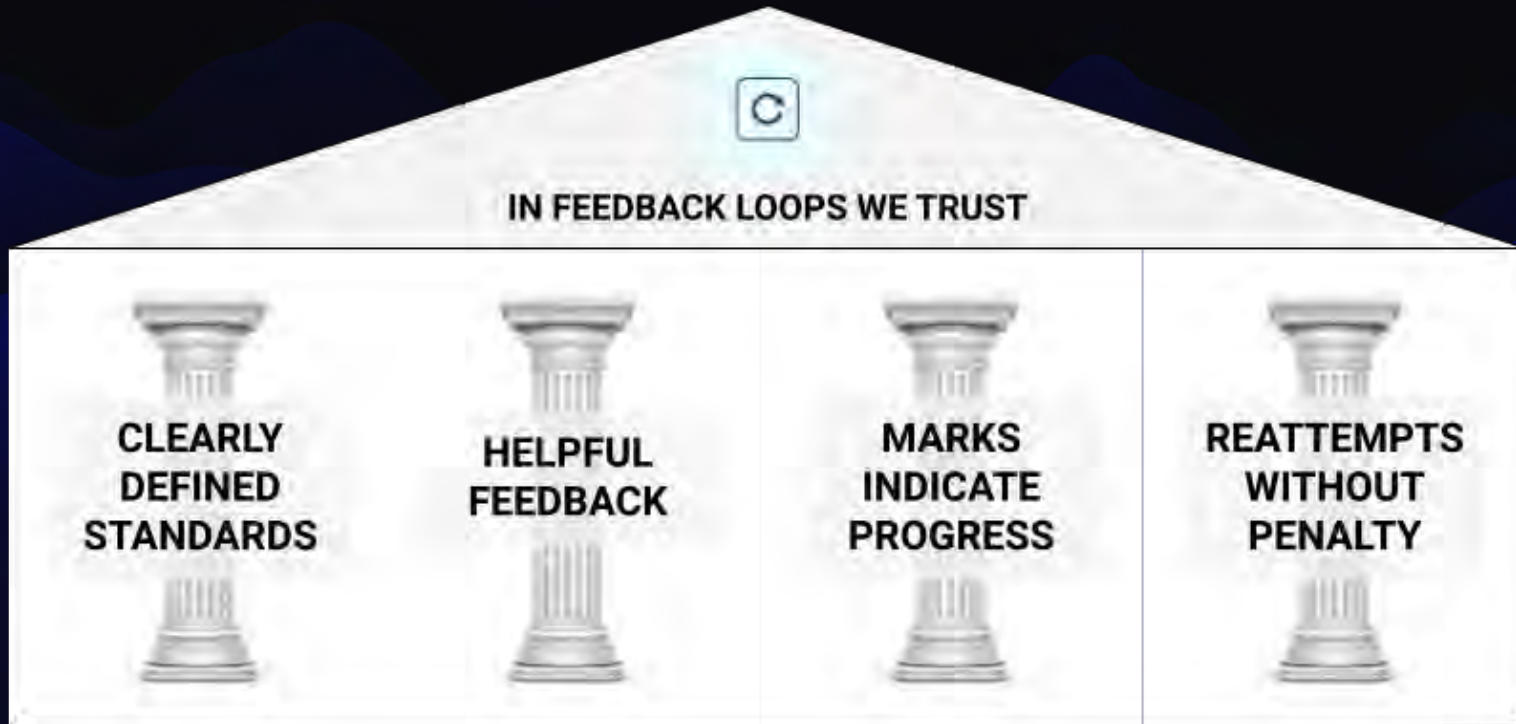 IN FEEDBACK LOOPS WE TRUST
CLEARLY
DEFINED
STANDARDS
HELPFUL
FEEDBACK
MARKS
INDICATE
PROGRESS
REATTEMPTS
WITHOUT
PENALTY